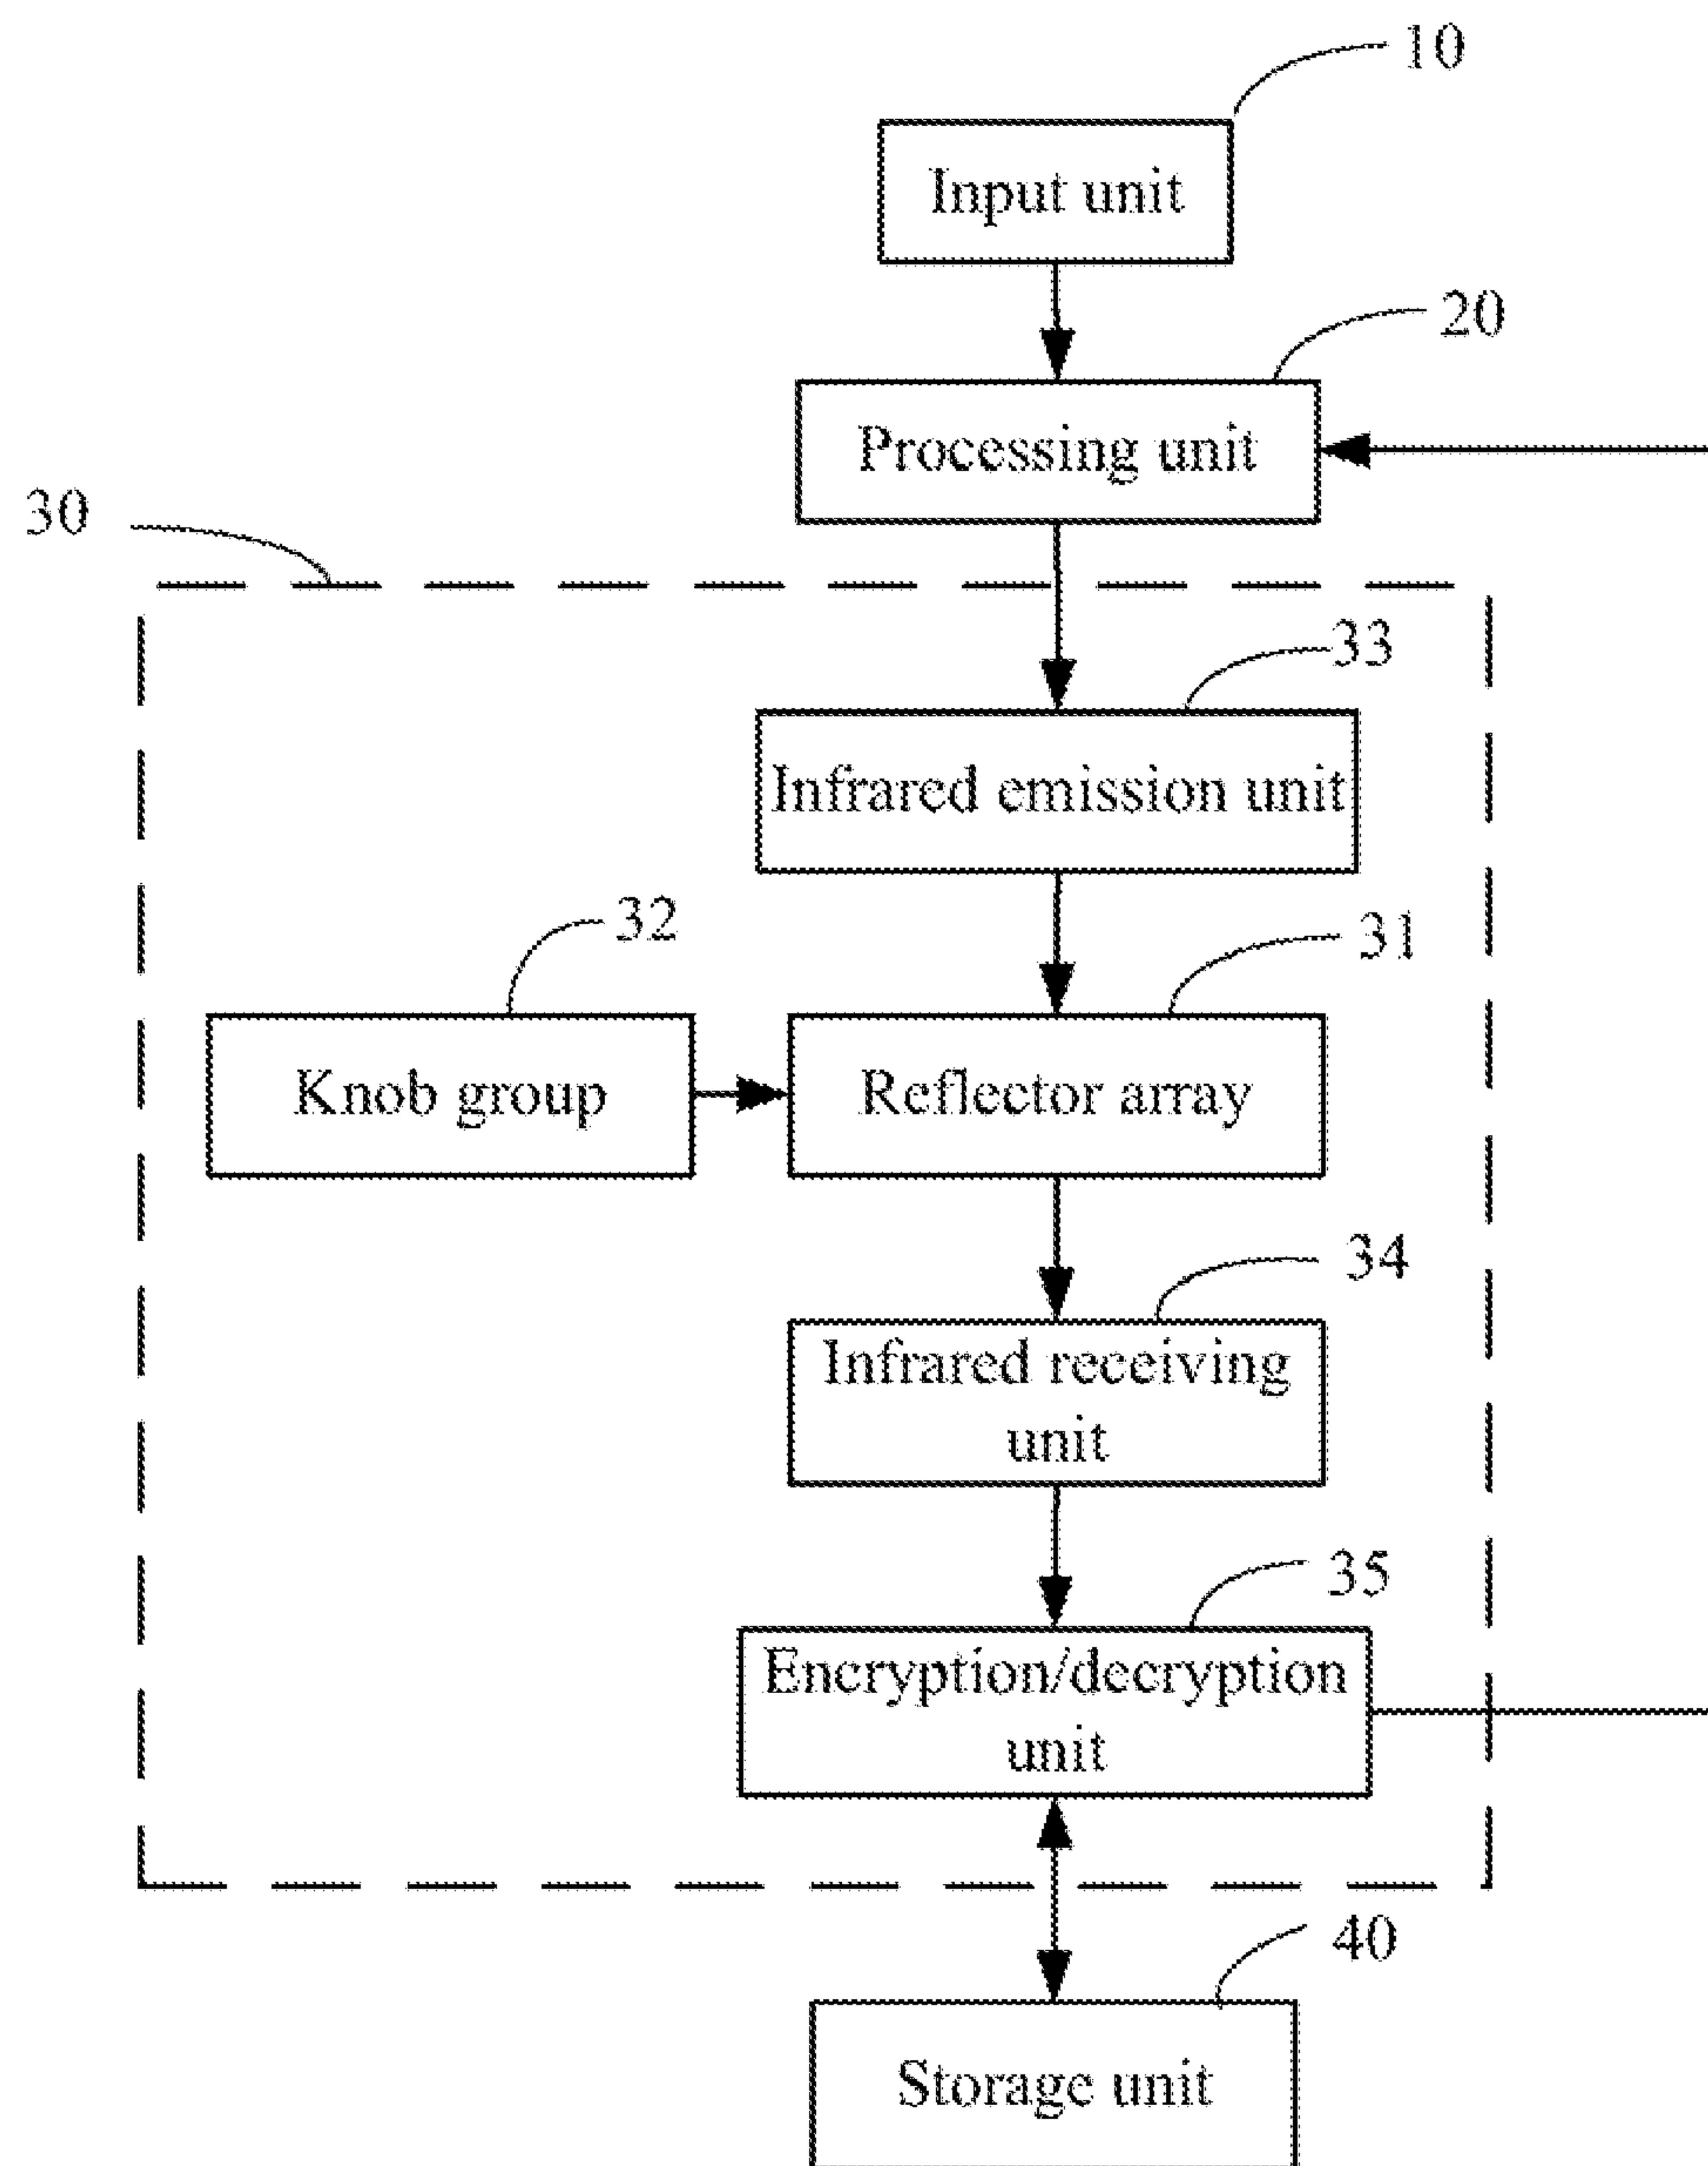 10
Input unit
20
Processing unit
30
33
Infrared emission unit
32
31
Knob group
Reflector array
34
Infrared receiving
unit
35
Encryption/decryption
unit
40
Storage unit